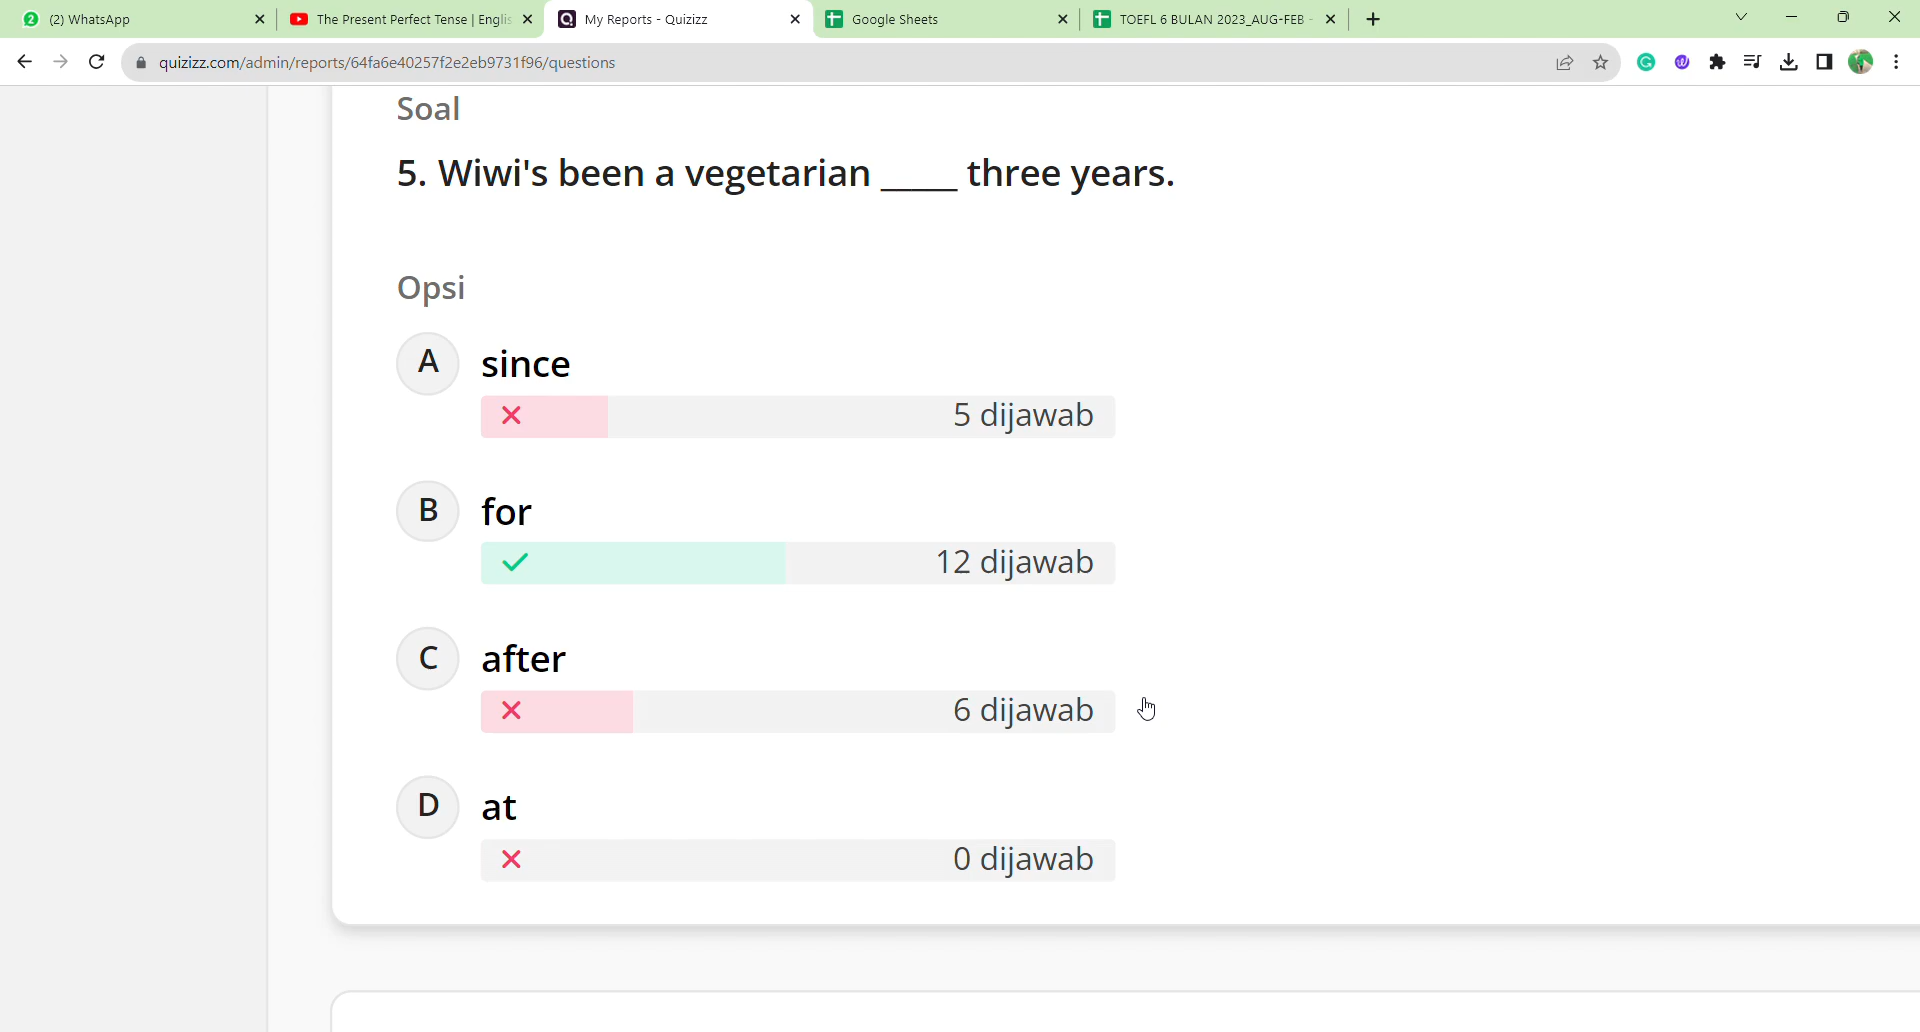 (2) WhatsApp
The Present Perfect Tense | Englis
My Reports - Quizizz
Google Sheets
TOEFL 6 BULAN 2023_AUG-FEB -
quizizz.com/admin/reports/64fa6e40257f2e2eb9731f96/questions
Soal
5. Wiwi's been a vegetarian _____ three years.
Opsi
A since
5 dijawab
B for
12 dijawab
C after
6 dijawab
D at
0 dijawab